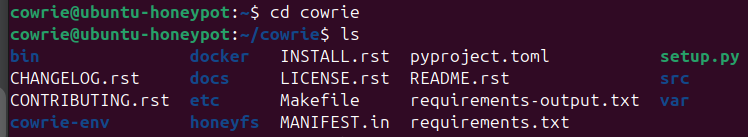 cowrie@ubuntu-honeypot:~$ cd cowrie
cowrie@ubuntu-honeypot:~/cowrie$ ls
bin docker INSTALL.rst pyproject.toml setup.py
CHANGELOG.rst docs LICENSE.rst README.rst src
CONTRIBUTING.rst etc Makefile requirements-output.txt var
cowrie-env honeyfs MANIFEST.in requirements.txt